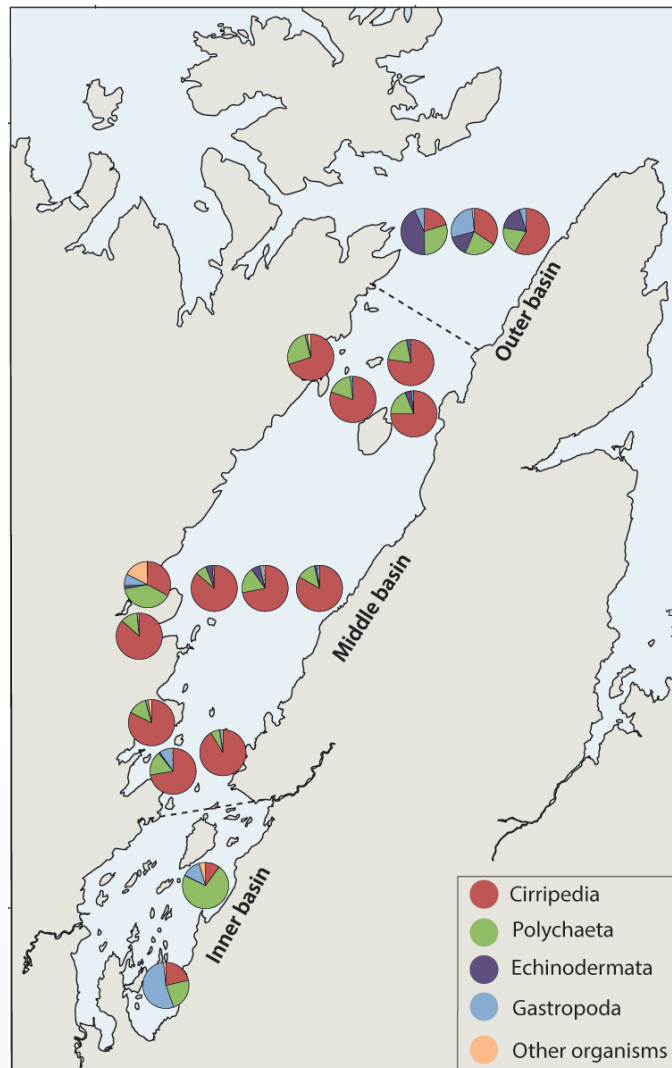 Outer basin
Middle basin
Inner basin
Cirripedia
Polychaeta
Echinodermata
Gastropoda
Other organisms